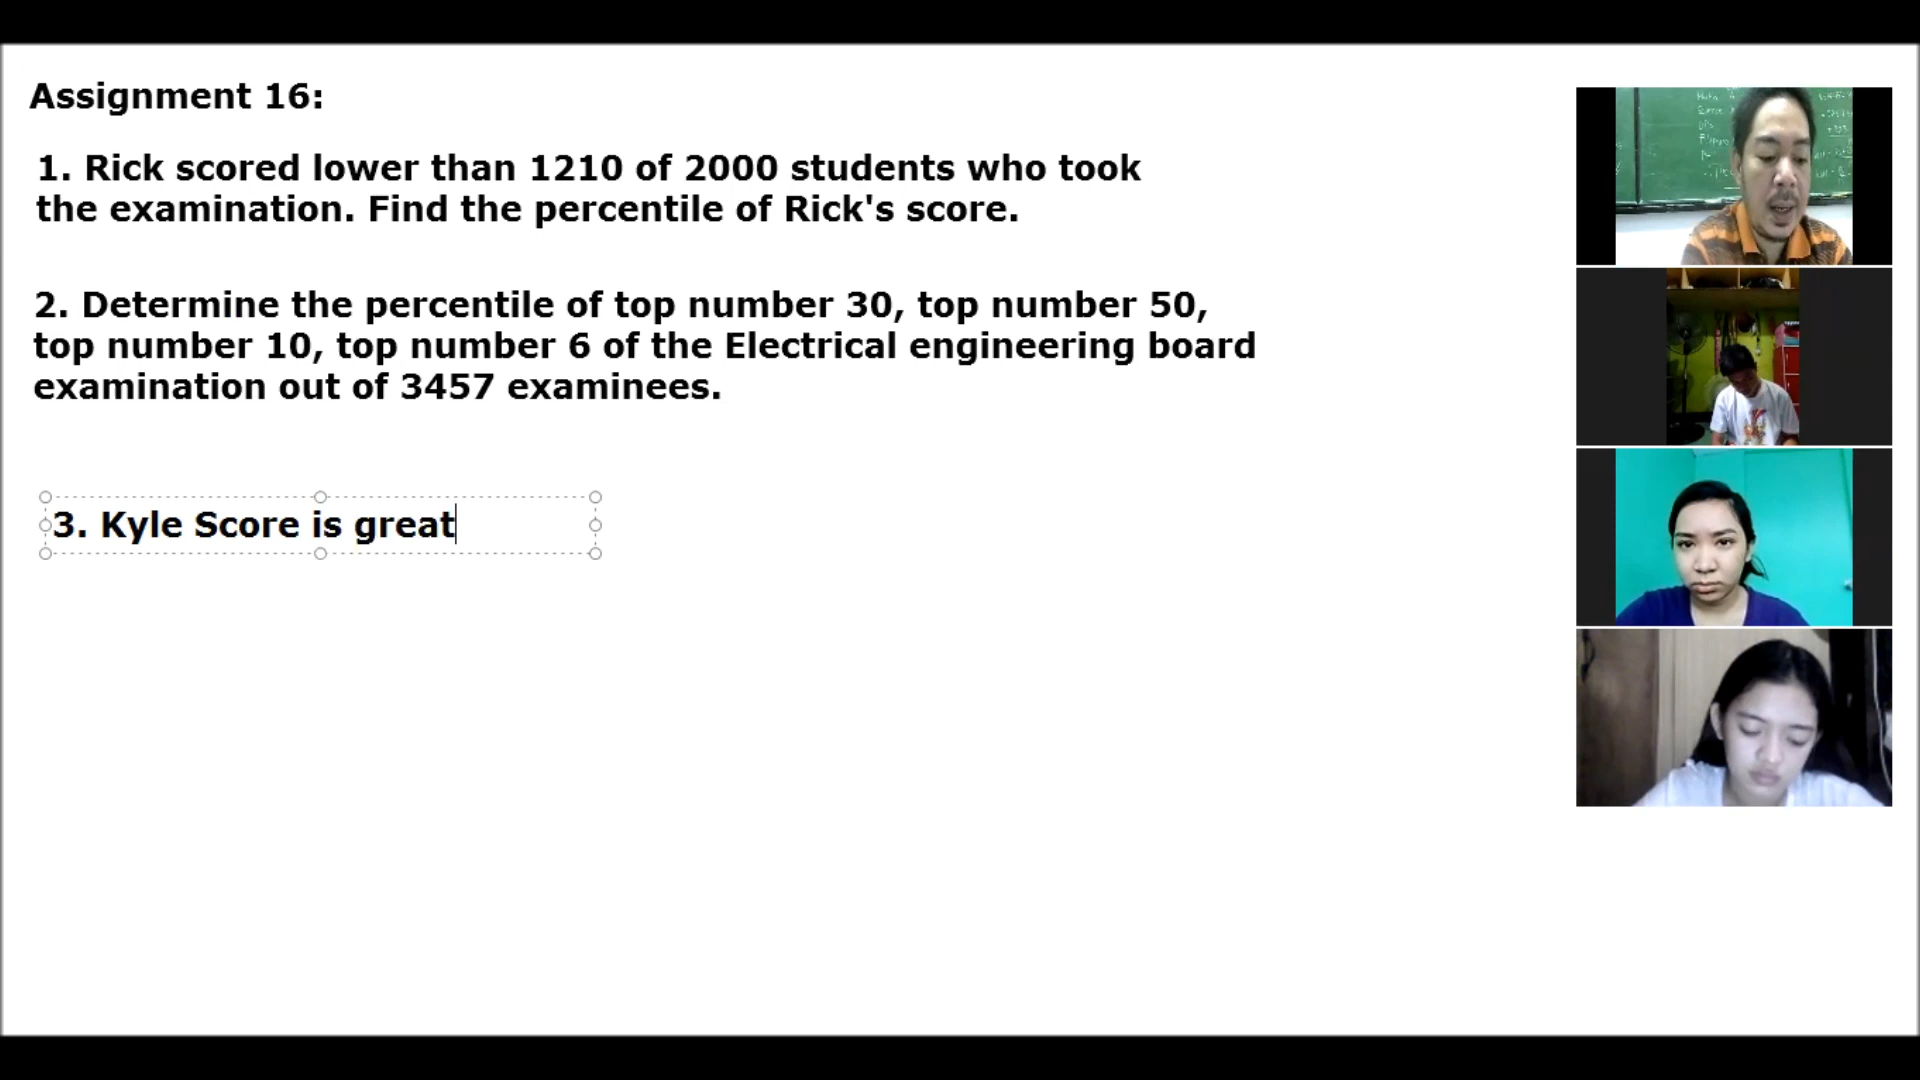 Assignment 16:
1. Rick scored lower than 1210 of 2000 students who took
the examination. Find the percentile of Rick's score.
2. Determine the percentile of top number 30, top number 50,
top number 10, top number 6 of the Electrical engineering board
examination out of 3457 examinees.
3. Kyle Score is great